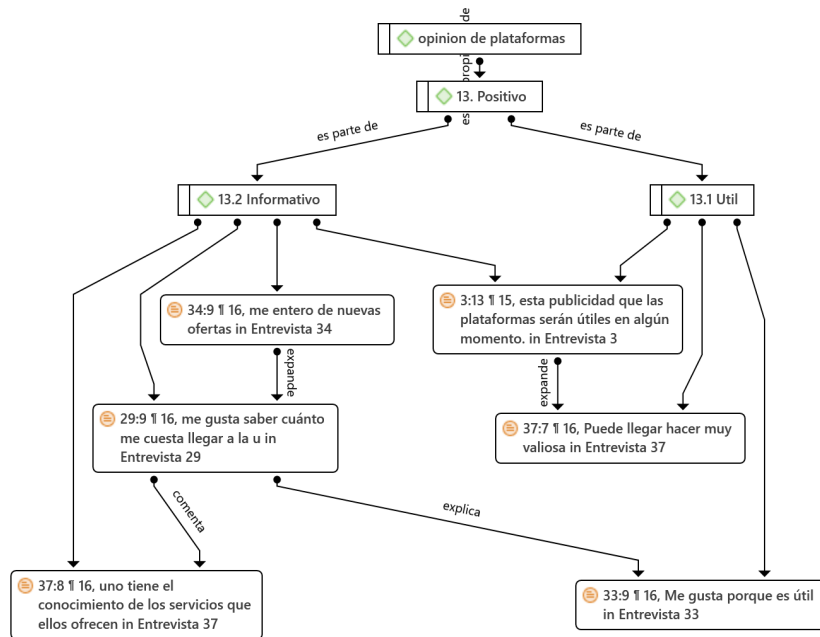 opinion de plataformas
13. Positivo
es parte de
es parte de
13.2 Informativo
13.1 Util
34:9 ¶ 16, me entero de nuevas
ofertas in Entrevista 34
3:13 ¶ 15, esta publicidad que las
plataformas serán útiles en algún
momento. in Entrevista 3
expande
expande
29:9 ¶ 16, me gusta saber cuánto
me cuesta llegar a la u in
Entrevista 29
37:7 ¶ 16, Puede llegar hacer muy
valiosa in Entrevista 37
comenta
explica
37:8 ¶ 16, uno tiene el
conocimiento de los servicios que
ellos ofrecen in Entrevista 37
33:9 ¶ 16, Me gusta porque es útil
in Entrevista 33